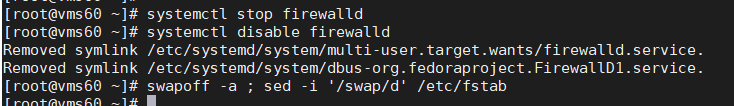 [root@vms60 ~]# systemctl stop firewalld
[root@vms60 ~]# systemctl disable firewalld
Removed symlink /etc/systemd/system/multi-user.target.wants/firewalld.service.
Removed symlink /etc/systemd/system/dbus-org.fedoraproject.FirewallD1.service.
[root@vms60 ~]# swapoff -a ; sed -i '/swap/d' /etc/fstab
[root@vms60 ~]#